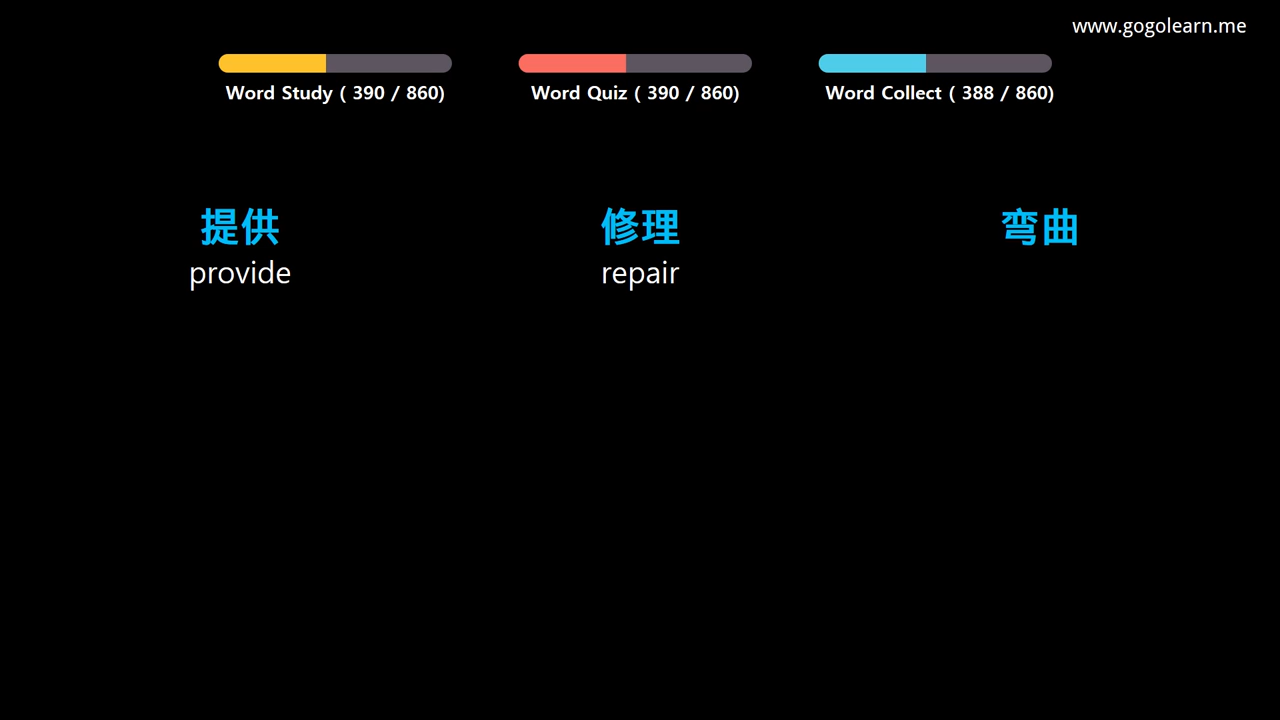 www.gogolearn.me
Word Study ( 390 / 860)
Word Quiz ( 390 / 860)
Word Collect ( 388 / 860)
提供
provide
修理
repair
弯曲